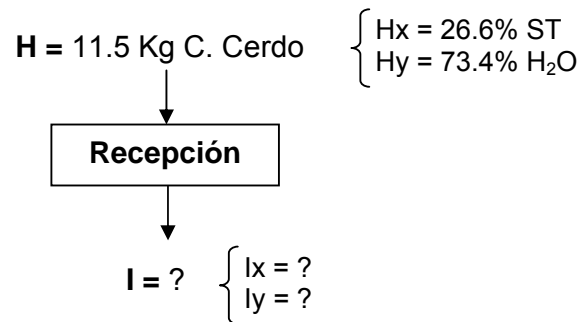 H = 11.5 Kg C. Cerdo
Hx = 26.6% ST
Hy = 73.4% H₂O
Recepción
I = ?
Ix = ?
Iy = ?